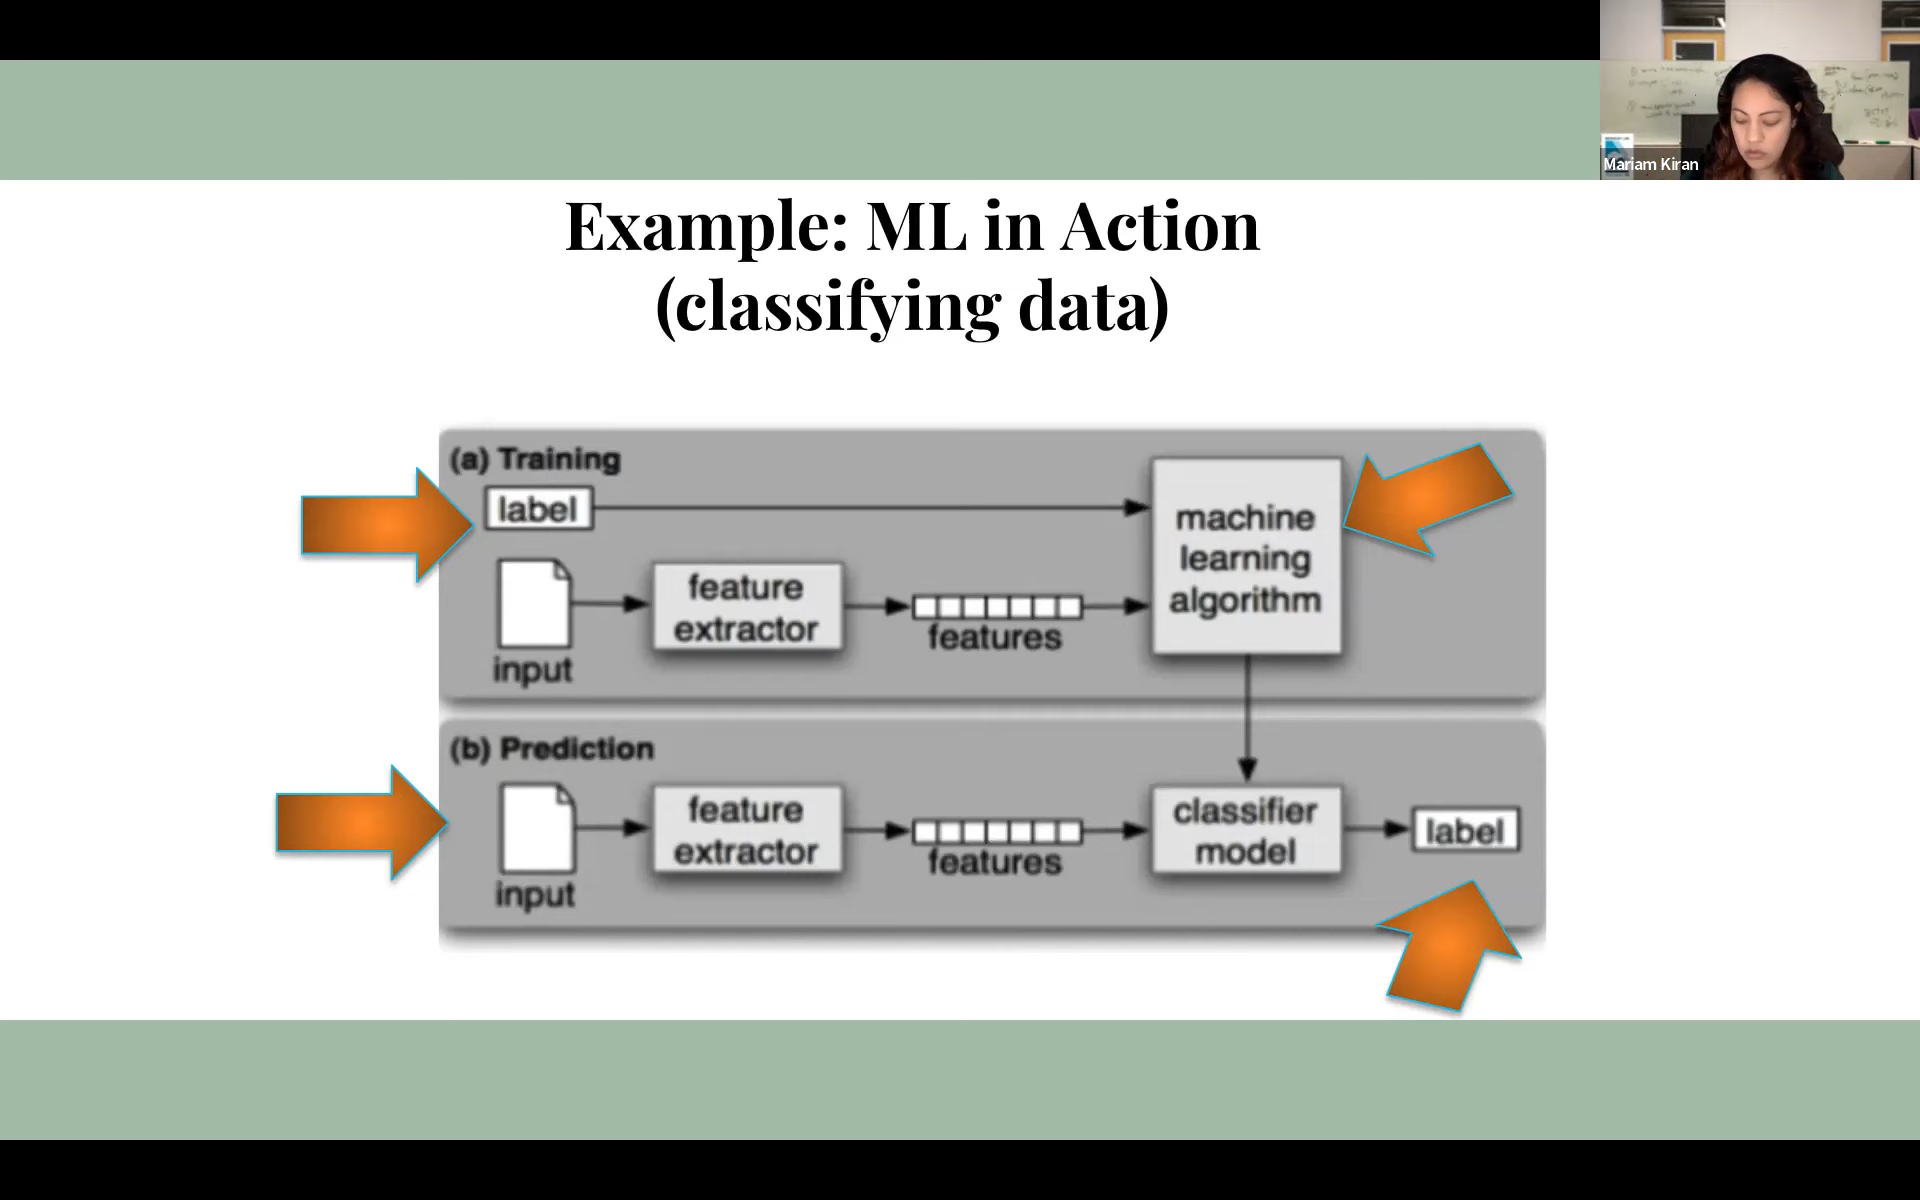 Mariam Kiran
Example: ML in Action
(classifying data)
(a) Training
label
machine
learning
algorithm
feature
extractor
features
input
(b) Prediction
feature
extractor
features
input
classifier
model
label